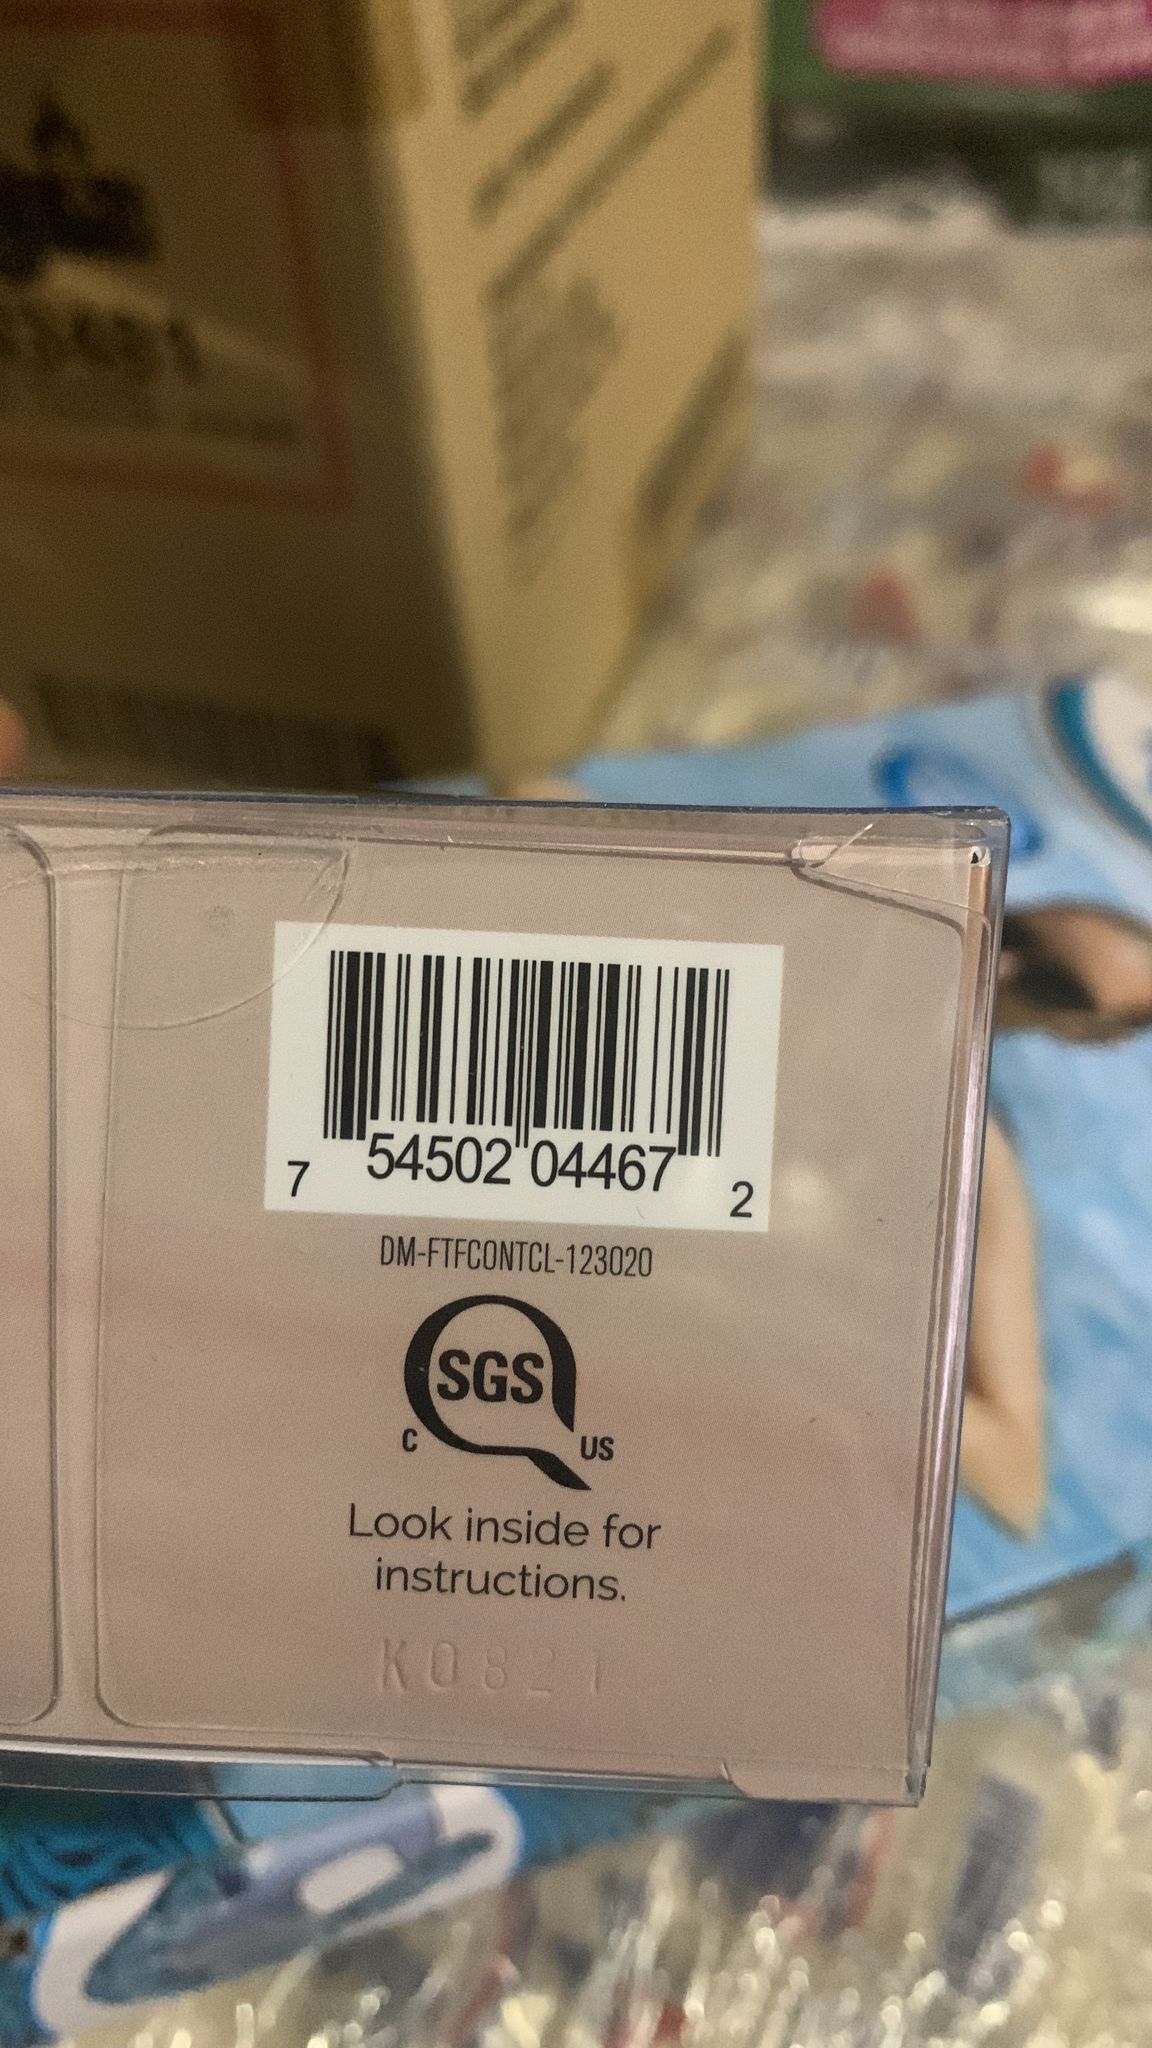 7 54502 04467 2
DM-FTFCONTCL-123020
SGS
C US
Look inside for
instructions.
K0821